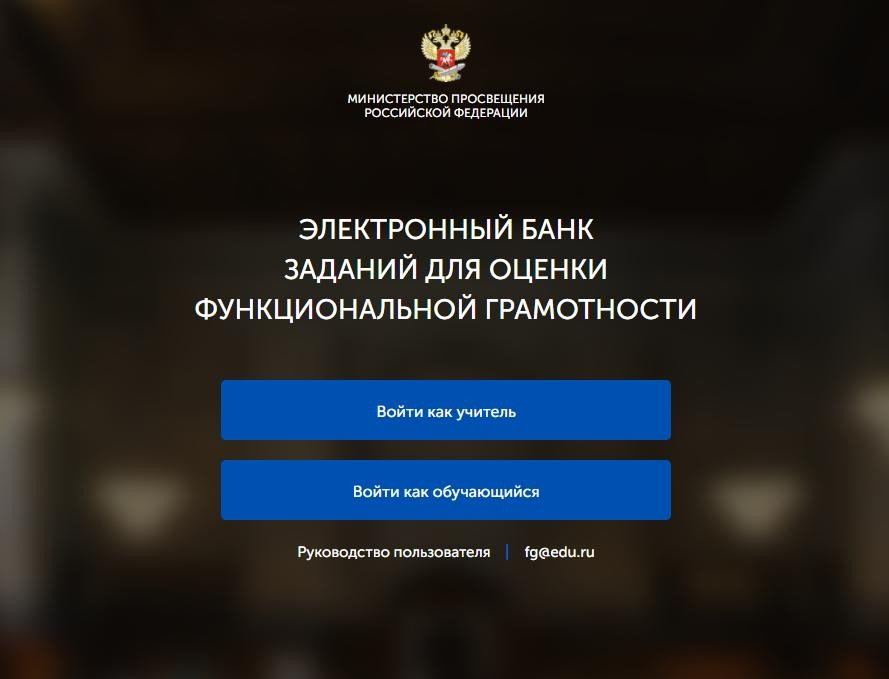 МИНИСТЕРСТВО ПРОСВЕЩЕНИЯ
РОССИЙСКОЙ ФЕДЕРАЦИИ
ЭЛЕКТРОННЫЙ БАНК
ЗАДАНИЙ ДЛЯ ОЦЕНКИ
ФУНКЦИОНАЛЬНОЙ ГРАМОТНОСТИ
Войти как учитель
Войти как обучающийся
Руководство пользователя | fg@edu.ru